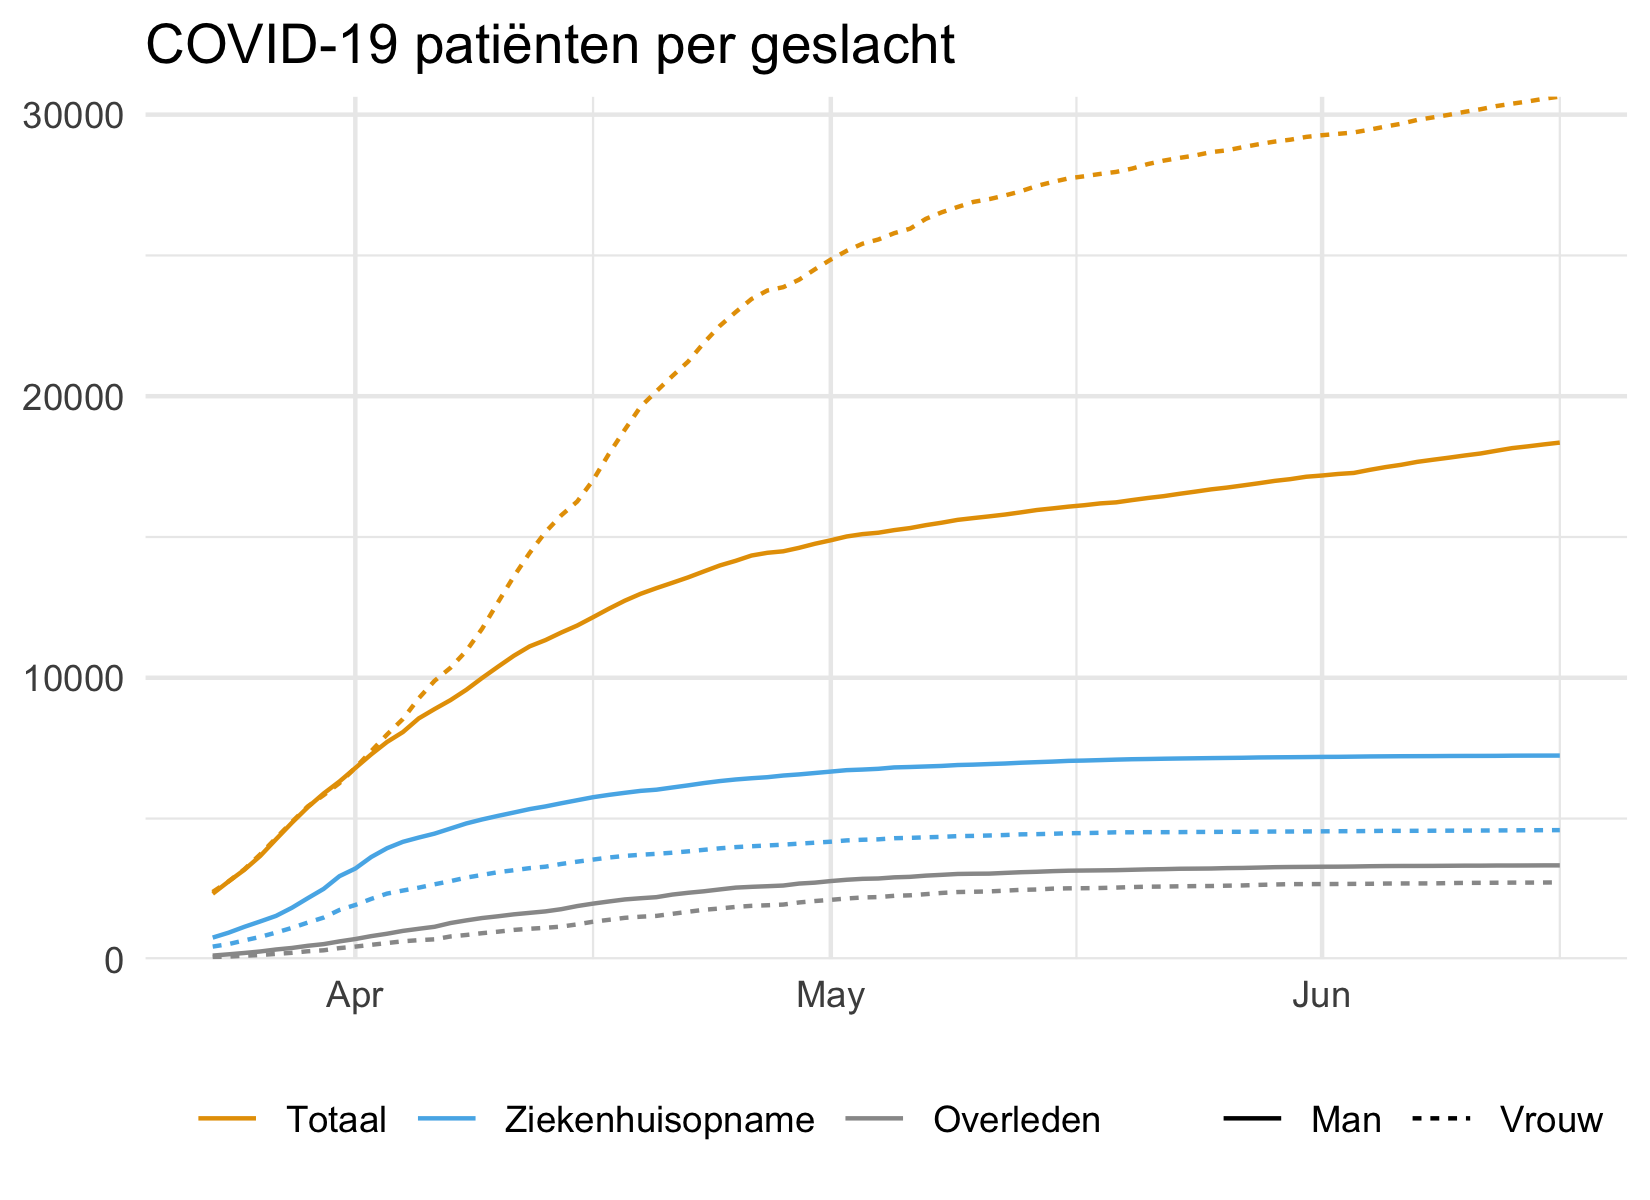 COVID-19 patiënten per geslacht
30000
20000
10000
0
Apr May Jun
Totaal Ziekenhuisopname Overleden Man Vrouw